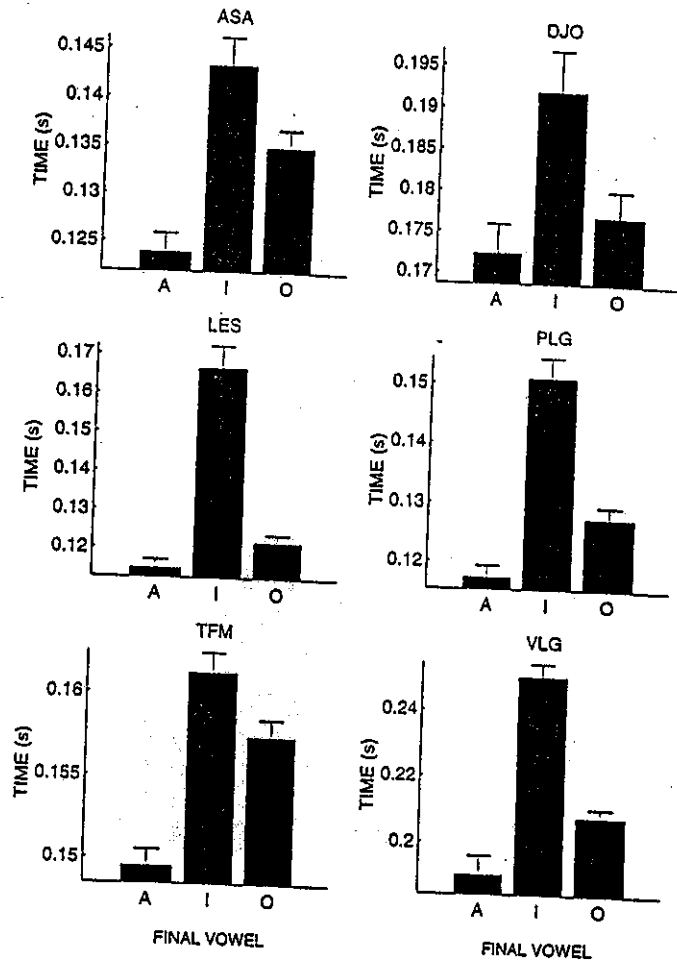 ASA
TIME (s)
0.145
0.14
0.135
0.13
0.125
A I O
DJO
TIME (s)
0.195
0.19
0.185
0.18
0.175
0.17
A I O
LES
TIME (s)
0.17
0.16
0.15
0.14
0.13
0.12
A I O
PLG
TIME (s)
0.15
0.14
0.13
0.12
A I O
TFM
TIME (s)
0.16
0.155
0.15
A I O
FINAL VOWEL
VLG
TIME (s)
0.24
0.22
0.2
A I O
FINAL VOWEL